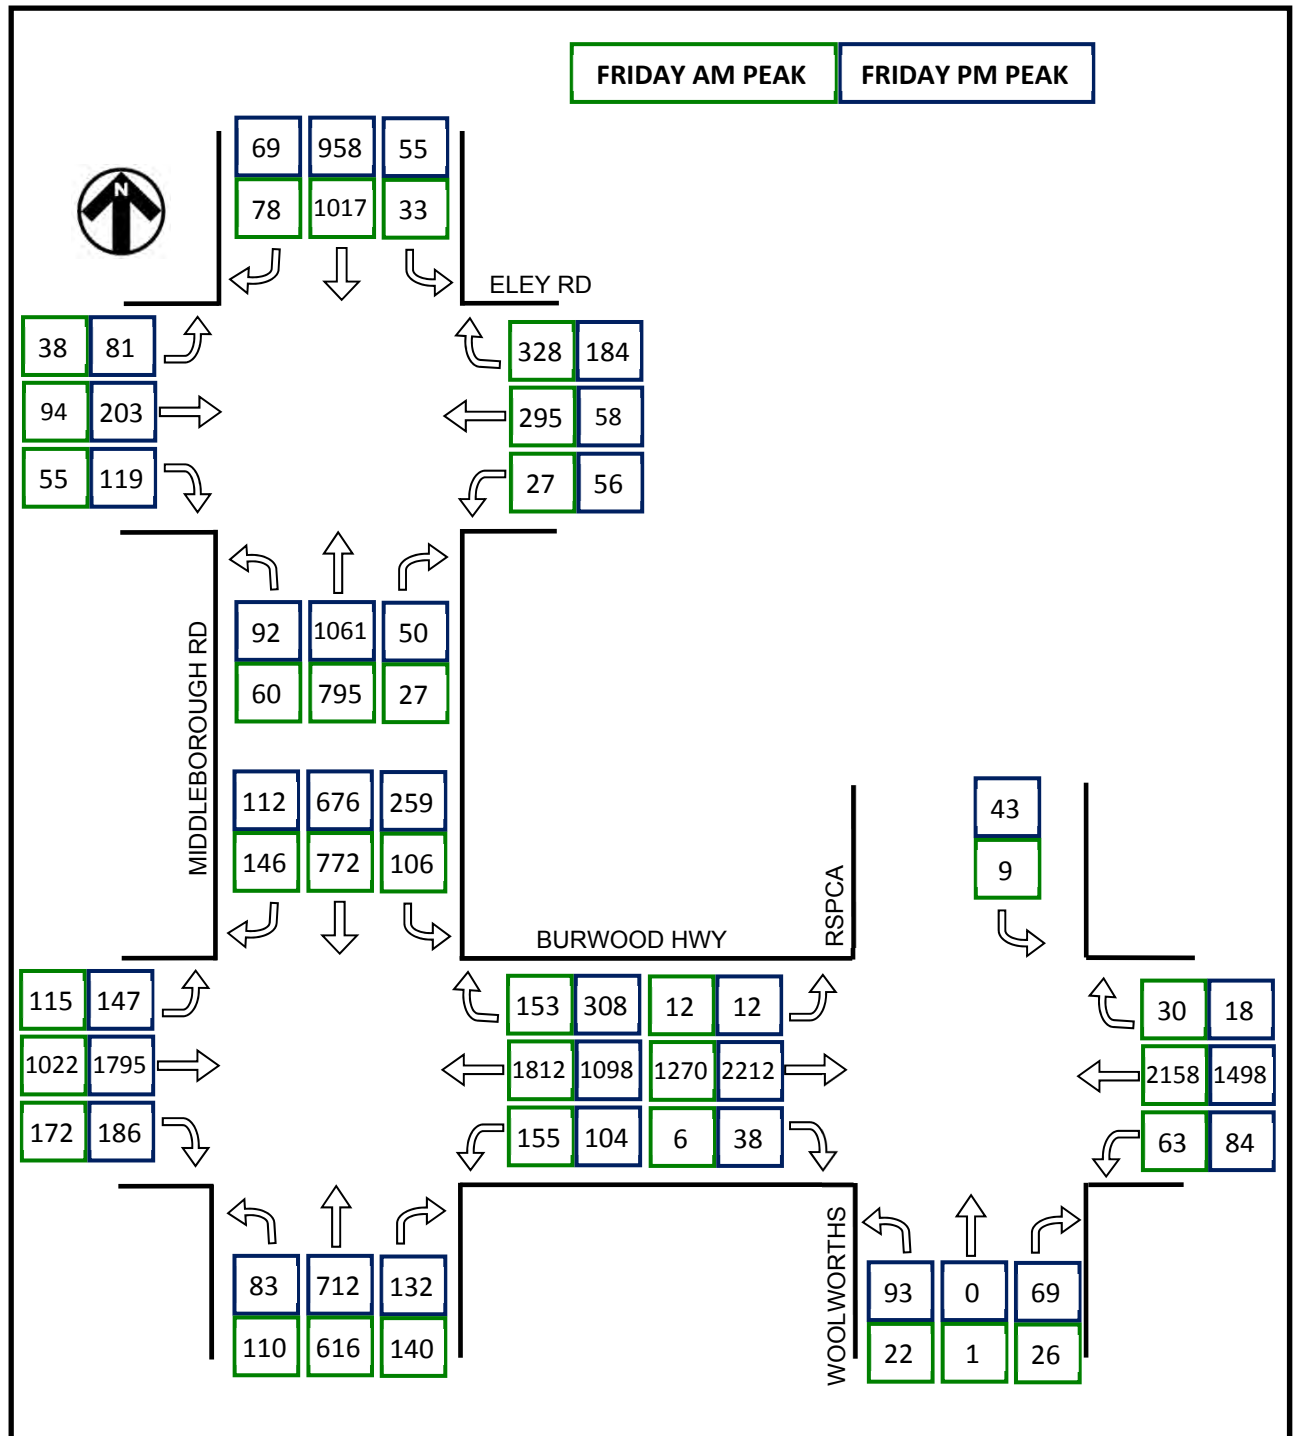 FRIDAY AM PEAK FRIDAY PM PEAK
69 958 55
78 1017 33
N
ELEY RD
38 81
328 184
94 203
295 58
55 119
27 56
92 1061 50
60 795 27
MIDDLEBOROUGH RD
112 676 259
146 772 106
43
9
RSPCA
BURWOOD HWY
115 147
153 308
12 12
30 18
1022 1795
1812 1098
1270 2212
2158 1498
172 186
155 104
6 38
63 84
WOOLWORTHS
83 712 132
110 616 140
93 0 69
22 1 26